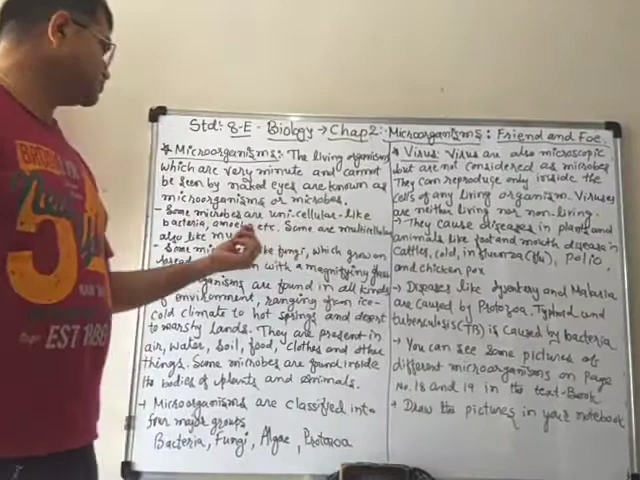 Std: 8-E - Biology → Chap 2: Microorganisms: Friend and Foe.
* Microorganisms: The living organisms
which are very minute and cannot
be seen by naked eyes are known as
microorganisms or microbes.
- Some microbes are uni-cellular like
bacteria, amoeba etc. Some are multicellular
also like
- Some fungi, which grow on
with a magnifying glass
are found in all kinds
of environment, ranging from ice-
cold climate to hot springs and desert
to marshy lands. They are present in
air, water, soil, food, clothes and other
things. Some microbes are found inside
the bodies of plants and animals.
→ Microorganisms are classified into
four major groups
Bacteria, Fungi, Algae, Protozoa
* Virus: Virus are also microscopic
but are not considered as microbes
They can reproduce only inside the
cells of any living organism. Viruses
are neither living nor non-living.
→ They cause diseases in plants and
animals like foot and mouth disease in
cattles, cold, influenza (flu), polio
and chicken pox
→ Diseases like dysentery and Malaria
are caused by Protozoa. Typhoid and
tuberculosis (TB) is caused by bacteria
→ You can see some pictures of
different microorganisms on page
No. 18 and 19 in the text-Book
→ Draw the pictures in your notebook
EST 18